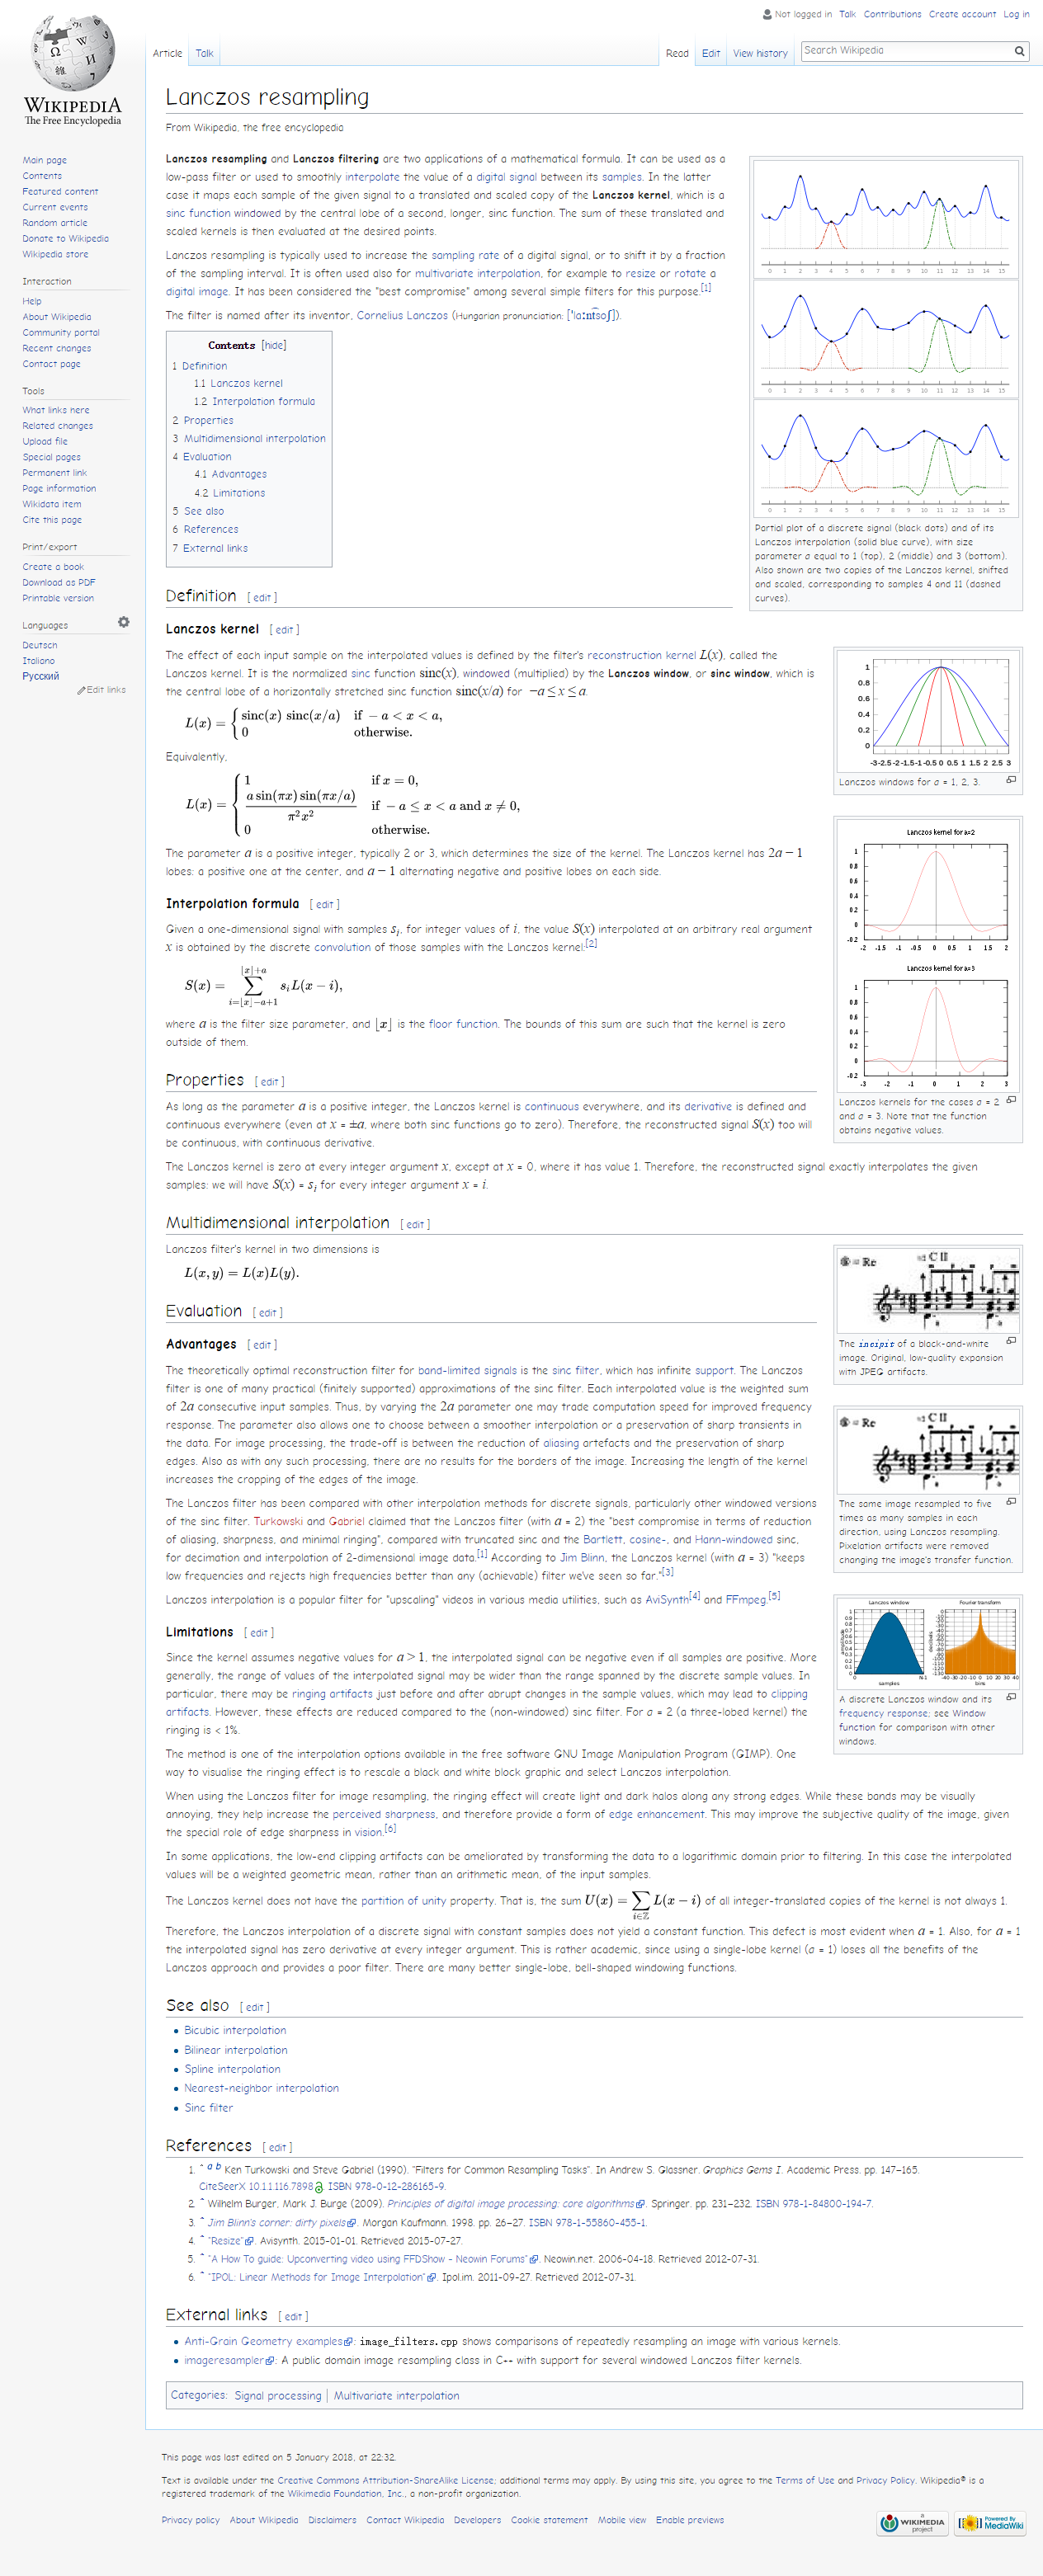 Not logged in Talk Contributions Create account Log in
Article Talk Read Edit View history Search Wikipedia
WIKIPEDIA
The Free Encyclopedia
Main page
Contents
Featured content
Current events
Random article
Donate to Wikipedia
Wikipedia store
Interaction
Help
About Wikipedia
Community portal
Recent changes
Contact page
Tools
What links here
Related changes
Upload file
Special pages
Permanent link
Page information
Wikidata item
Cite this page
Print/export
Create a book
Download as PDF
Printable version
Languages
Deutsch
Italiano
Русский
Edit links
Lanczos resampling
From Wikipedia, the free encyclopedia
Lanczos resampling and Lanczos filtering are two applications of a mathematical formula. It can be used as a
low-pass filter or used to smoothly interpolate the value of a digital signal between its samples. In the latter
case it maps each sample of the given signal to a translated and scaled copy of the Lanczos kernel, which is a
sinc function windowed by the central lobe of a second, longer, sinc function. The sum of these translated and
scaled kernels is then evaluated at the desired points.
Lanczos resampling is typically used to increase the sampling rate of a digital signal, or to shift it by a fraction
of the sampling interval. It is often used also for multivariate interpolation, for example to resize or rotate a
digital image. It has been considered the "best compromise" among several simple filters for this purpose.[1]
The filter is named after its inventor, Cornelius Lanczos (Hungarian pronunciation: [ˈlaːnt͡soʃ]).
0 1 2 3 4 5 6 7 8 9 10 11 12 13 14 15
0 1 2 3 4 5 6 7 8 9 10 11 12 13 14 15
0 1 2 3 4 5 6 7 8 9 10 11 12 13 14 15
Partial plot of a discrete signal (black dots) and of its
Lanczos interpolation (solid blue curve), with size
parameter a equal to 1 (top), 2 (middle) and 3 (bottom).
Also shown are two copies of the Lanczos kernel, shifted
and scaled, corresponding to samples 4 and 11 (dashed
curves).
Contents [hide]
1 Definition
1.1 Lanczos kernel
1.2 Interpolation formula
2 Properties
3 Multidimensional interpolation
4 Evaluation
4.1 Advantages
4.2 Limitations
5 See also
6 References
7 External links
Definition [ edit ]
Lanczos kernel [ edit ]
The effect of each input sample on the interpolated values is defined by the filter's reconstruction kernel L(x), called the
Lanczos kernel. It is the normalized sinc function sinc(x), windowed (multiplied) by the Lanczos window, or sinc window, which is
the central lobe of a horizontally stretched sinc function sinc(x/a) for −a ≤ x ≤ a.
L(x) = { sinc(x) sinc(x/a) if −a < x < a,
0 otherwise.
Equivalently,
L(x) = { 1 if x = 0,
a sin(πx) sin(πx/a) / π²x² if −a ≤ x < a and x ≠ 0,
0 otherwise.
The parameter a is a positive integer, typically 2 or 3, which determines the size of the kernel. The Lanczos kernel has 2a − 1
lobes: a positive one at the center, and a − 1 alternating negative and positive lobes on each side.
1
0.8
0.6
0.4
0.2
0
-3 -2.5 -2 -1.5 -1 -0.5 0 0.5 1 1.5 2 2.5 3
Lanczos windows for a = 1, 2, 3.
Lanczos kernel for a=2
1
0.8
0.6
0.4
0.2
0
-0.2
-2 -1.5 -1 -0.5 0 0.5 1 1.5 2
Lanczos kernel for a=3
1
0.8
0.6
0.4
0.2
0
-0.2
-3 -2 -1 0 1 2 3
Lanczos kernels for the cases a = 2
and a = 3. Note that the function
obtains negative values.
Interpolation formula [ edit ]
Given a one-dimensional signal with samples si, for integer values of i, the value S(x) interpolated at an arbitrary real argument
x is obtained by the discrete convolution of those samples with the Lanczos kernel:[2]
S(x) = ∑ i=⌊x⌋−a+1 ⌊x⌋+a si L(x − i),
where a is the filter size parameter, and ⌊x⌋ is the floor function. The bounds of this sum are such that the kernel is zero
outside of them.
Properties [ edit ]
As long as the parameter a is a positive integer, the Lanczos kernel is continuous everywhere, and its derivative is defined and
continuous everywhere (even at x = ±a, where both sinc functions go to zero). Therefore, the reconstructed signal S(x) too will
be continuous, with continuous derivative.
The Lanczos kernel is zero at every integer argument x, except at x = 0, where it has value 1. Therefore, the reconstructed signal exactly interpolates the given
samples: we will have S(x) = si for every integer argument x = i.
Multidimensional interpolation [ edit ]
Lanczos filter's kernel in two dimensions is
L(x, y) = L(x)L(y).
The incipit of a black-and-white
image. Original, low-quality expansion
with JPEG artifacts.
Evaluation [ edit ]
Advantages [ edit ]
The theoretically optimal reconstruction filter for band-limited signals is the sinc filter, which has infinite support. The Lanczos
filter is one of many practical (finitely supported) approximations of the sinc filter. Each interpolated value is the weighted sum
of 2a consecutive input samples. Thus, by varying the 2a parameter one may trade computation speed for improved frequency
response. The parameter also allows one to choose between a smoother interpolation or a preservation of sharp transients in
the data. For image processing, the trade-off is between the reduction of aliasing artefacts and the preservation of sharp
edges. Also as with any such processing, there are no results for the borders of the image. Increasing the length of the kernel
increases the cropping of the edges of the image.
The same image resampled to five
times as many samples in each
direction, using Lanczos resampling.
Pixelation artifacts were removed
changing the image's transfer function.
The Lanczos filter has been compared with other interpolation methods for discrete signals, particularly other windowed versions
of the sinc filter. Turkowski and Gabriel claimed that the Lanczos filter (with a = 2) the "best compromise in terms of reduction
of aliasing, sharpness, and minimal ringing", compared with truncated sinc and the Bartlett, cosine-, and Hann-windowed sinc,
for decimation and interpolation of 2-dimensional image data.[1] According to Jim Blinn, the Lanczos kernel (with a = 3) "keeps
low frequencies and rejects high frequencies better than any (achievable) filter we've seen so far."[3]
Lanczos interpolation is a popular filter for "upscaling" videos in various media utilities, such as AviSynth[4] and FFmpeg.[5]
Lanczos window Fourier transform
samples bins
A discrete Lanczos window and its
frequency response; see Window
function for comparison with other
windows.
Limitations [ edit ]
Since the kernel assumes negative values for a > 1, the interpolated signal can be negative even if all samples are positive. More
generally, the range of values of the interpolated signal may be wider than the range spanned by the discrete sample values. In
particular, there may be ringing artifacts just before and after abrupt changes in the sample values, which may lead to clipping
artifacts. However, these effects are reduced compared to the (non-windowed) sinc filter. For a = 2 (a three-lobed kernel) the
ringing is < 1%.
The method is one of the interpolation options available in the free software GNU Image Manipulation Program (GIMP). One
way to visualise the ringing effect is to rescale a black and white block graphic and select Lanczos interpolation.
When using the Lanczos filter for image resampling, the ringing effect will create light and dark halos along any strong edges. While these bands may be visually
annoying, they help increase the perceived sharpness, and therefore provide a form of edge enhancement. This may improve the subjective quality of the image, given
the special role of edge sharpness in vision.[6]
In some applications, the low-end clipping artifacts can be ameliorated by transforming the data to a logarithmic domain prior to filtering. In this case the interpolated
values will be a weighted geometric mean, rather than an arithmetic mean, of the input samples.
The Lanczos kernel does not have the partition of unity property. That is, the sum U(x) = ∑ i∈ℤ L(x − i) of all integer-translated copies of the kernel is not always 1.
Therefore, the Lanczos interpolation of a discrete signal with constant samples does not yield a constant function. This defect is most evident when a = 1. Also, for a = 1
the interpolated signal has zero derivative at every integer argument. This is rather academic, since using a single-lobe kernel (a = 1) loses all the benefits of the
Lanczos approach and provides a poor filter. There are many better single-lobe, bell-shaped windowing functions.
See also [ edit ]
Bicubic interpolation
Bilinear interpolation
Spline interpolation
Nearest-neighbor interpolation
Sinc filter
References [ edit ]
1. ^ a b Ken Turkowski and Steve Gabriel (1990). "Filters for Common Resampling Tasks". In Andrew S. Glassner. Graphics Gems I. Academic Press. pp. 147–165.
CiteSeerX 10.1.1.116.7898. ISBN 978-0-12-286165-9.
2. ^ Wilhelm Burger, Mark J. Burge (2009). Principles of digital image processing: core algorithms. Springer. pp. 231–232. ISBN 978-1-84800-194-7.
3. ^ Jim Blinn's corner: dirty pixels. Morgan Kaufmann. 1998. pp. 26–27. ISBN 978-1-55860-455-1.
4. ^ "Resize". Avisynth. 2015-01-01. Retrieved 2015-07-27.
5. ^ "A How To guide: Upconverting video using FFDShow - Neowin Forums". Neowin.net. 2006-04-18. Retrieved 2012-07-31.
6. ^ "IPOL: Linear Methods for Image Interpolation". Ipol.im. 2011-09-27. Retrieved 2012-07-31.
External links [ edit ]
Anti-Grain Geometry examples: image_filters.cpp shows comparisons of repeatedly resampling an image with various kernels.
imageresampler: A public domain image resampling class in C++ with support for several windowed Lanczos filter kernels.
Categories: Signal processing | Multivariate interpolation
This page was last edited on 5 January 2018, at 22:32.
Text is available under the Creative Commons Attribution-ShareAlike License; additional terms may apply. By using this site, you agree to the Terms of Use and Privacy Policy. Wikipedia® is a
registered trademark of the Wikimedia Foundation, Inc., a non-profit organization.
Privacy policy About Wikipedia Disclaimers Contact Wikipedia Developers Cookie statement Mobile view Enable previews
a WIKIMEDIA project
Powered By MediaWiki